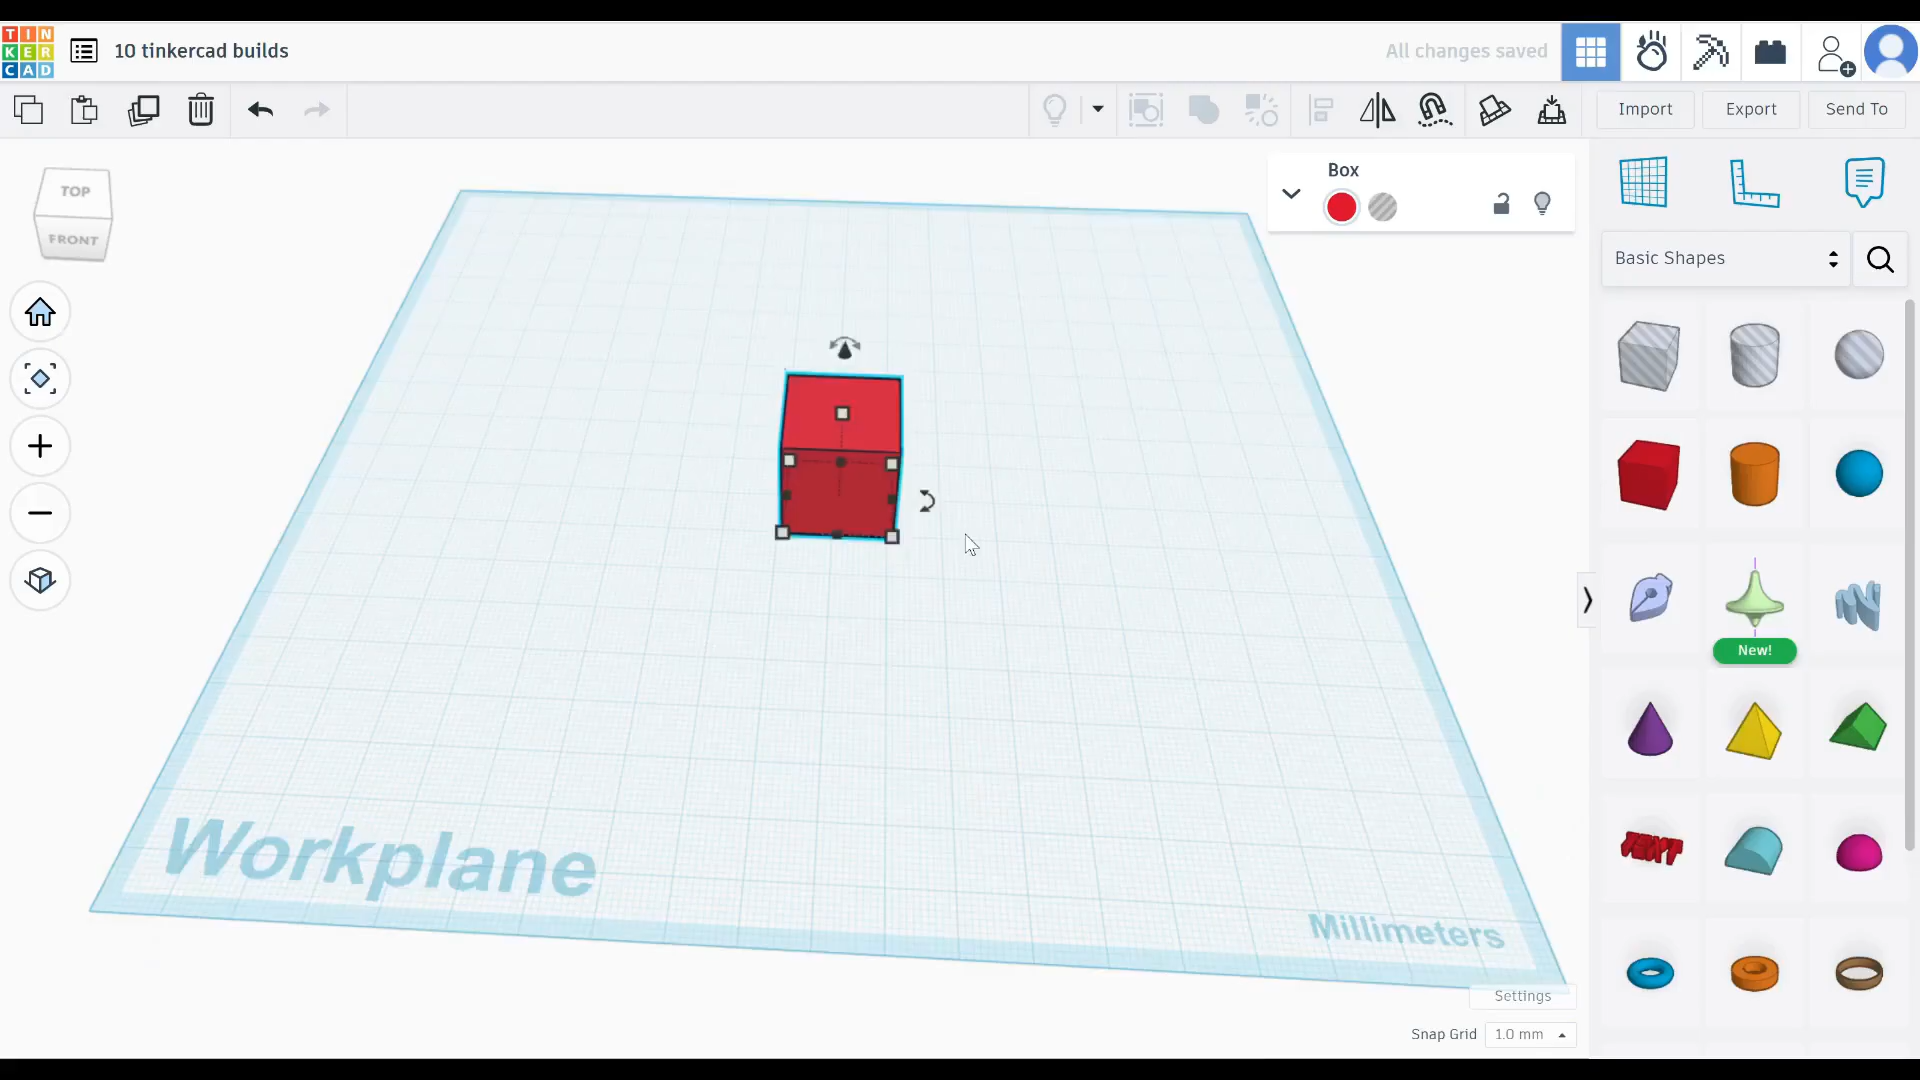 TIN
KER
CAD
10 tinkercad builds
All changes saved
Import
Export
Send To
TOP
FRONT
Box
Basic Shapes
New!
TEXT
Workplane
Millimeters
Settings
Snap Grid 1.0 mm